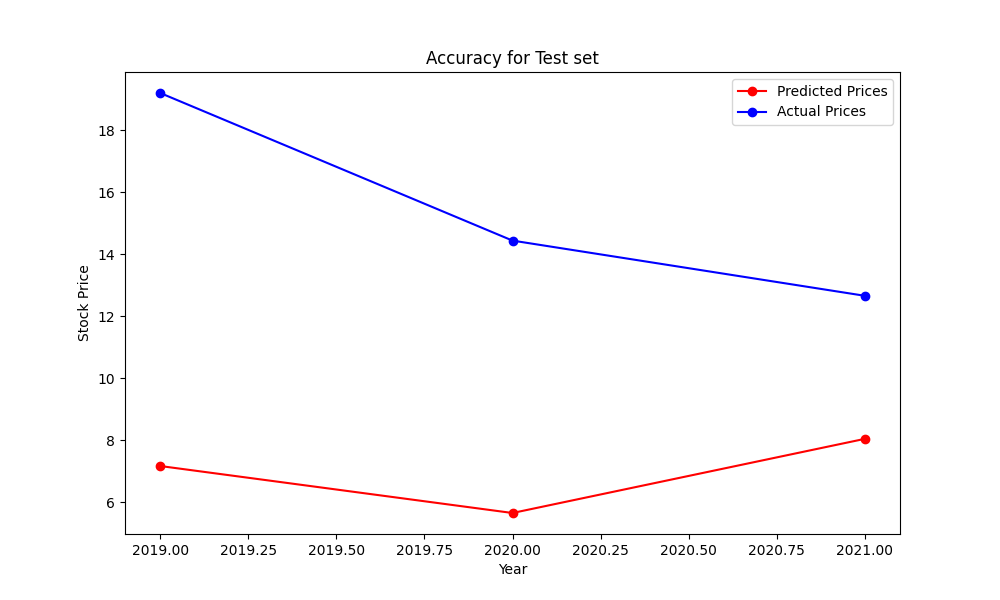 Accuracy for Test set
Predicted Prices
Actual Prices
18
16
14
12
10
8
6
Stock Price
2019.00 2019.25 2019.50 2019.75 2020.00 2020.25 2020.50 2020.75 2021.00
Year